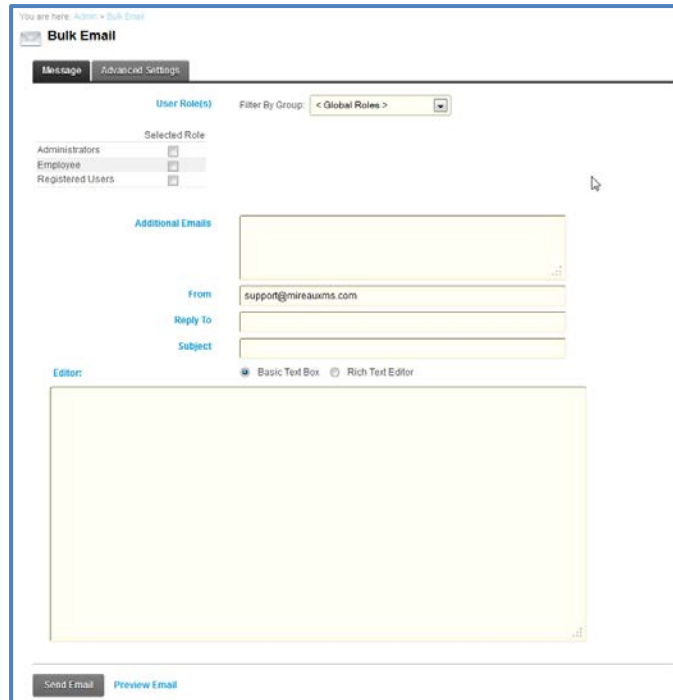 You are here: Admin > Bulk Email
Bulk Email
Message Advanced Settings
User Role(s) Filter By Group: < Global Roles >
Selected Role
Administrators
Employee
Registered Users
Additional Emails
From support@mireauxms.com
Reply To
Subject
Editor: Basic Text Box Rich Text Editor
Send Email Preview Email